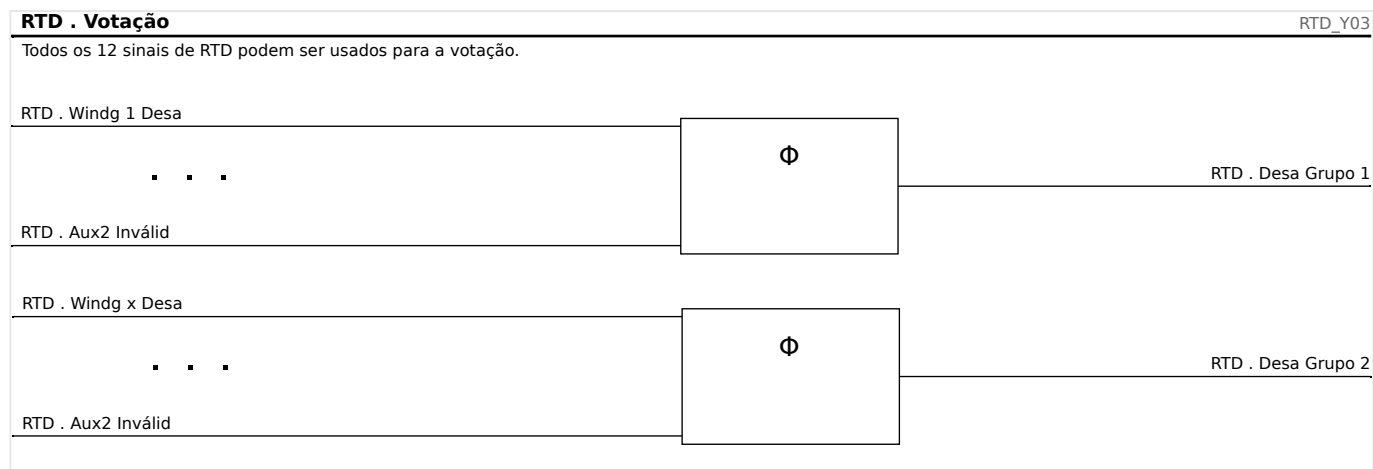 RTD . Votação
RTD_Y03
Todos os 12 sinais de RTD podem ser usados para a votação.
RTD . Windg 1 Desa
Φ
. . .
RTD . Desa Grupo 1
RTD . Aux2 Inválid
RTD . Windg x Desa
Φ
. . .
RTD . Desa Grupo 2
RTD . Aux2 Inválid